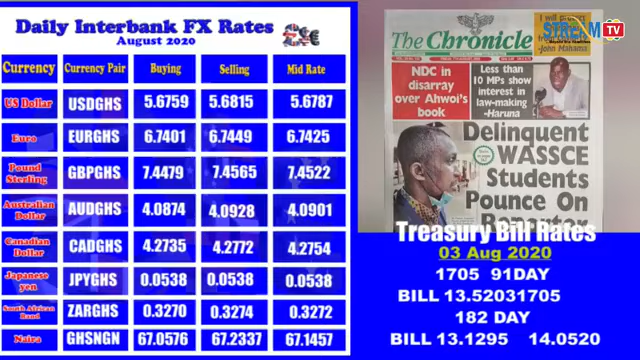 Daily Interbank FX Rates
August 2020
Currency Currency Pair Buying Selling Mid Rate
US Dollar USDGHS 5.6759 5.6815 5.6787
Euro EURGHS 6.7401 6.7449 6.7425
Pound
Sterling GBPGHS 7.4479 7.4565 7.4522
Australian
Dollar AUDGHS 4.0874 4.0928 4.0901
Canadian
Dollar CADGHS 4.2735 4.2772 4.2754
Japanese
yen JPYGHS 0.0538 0.0538 0.0538
South African
Rand ZARGHS 0.3270 0.3274 0.3272
Naira GHSNGN 67.0576 67.2337 67.1457
STREAM TV
I will protect
-John Mahama
The Chronicle
NDC in
disarray
over Ahwoi's
book
Less than
10 MPs show
interest in
law-making
-Haruna
Delinquent
WASSCE
Students
Pounce On
Reporter
Treasury Bill Rates
03 Aug 2020
1705 91DAY
BILL 13.52031705
182 DAY
BILL 13.1295 14.0520